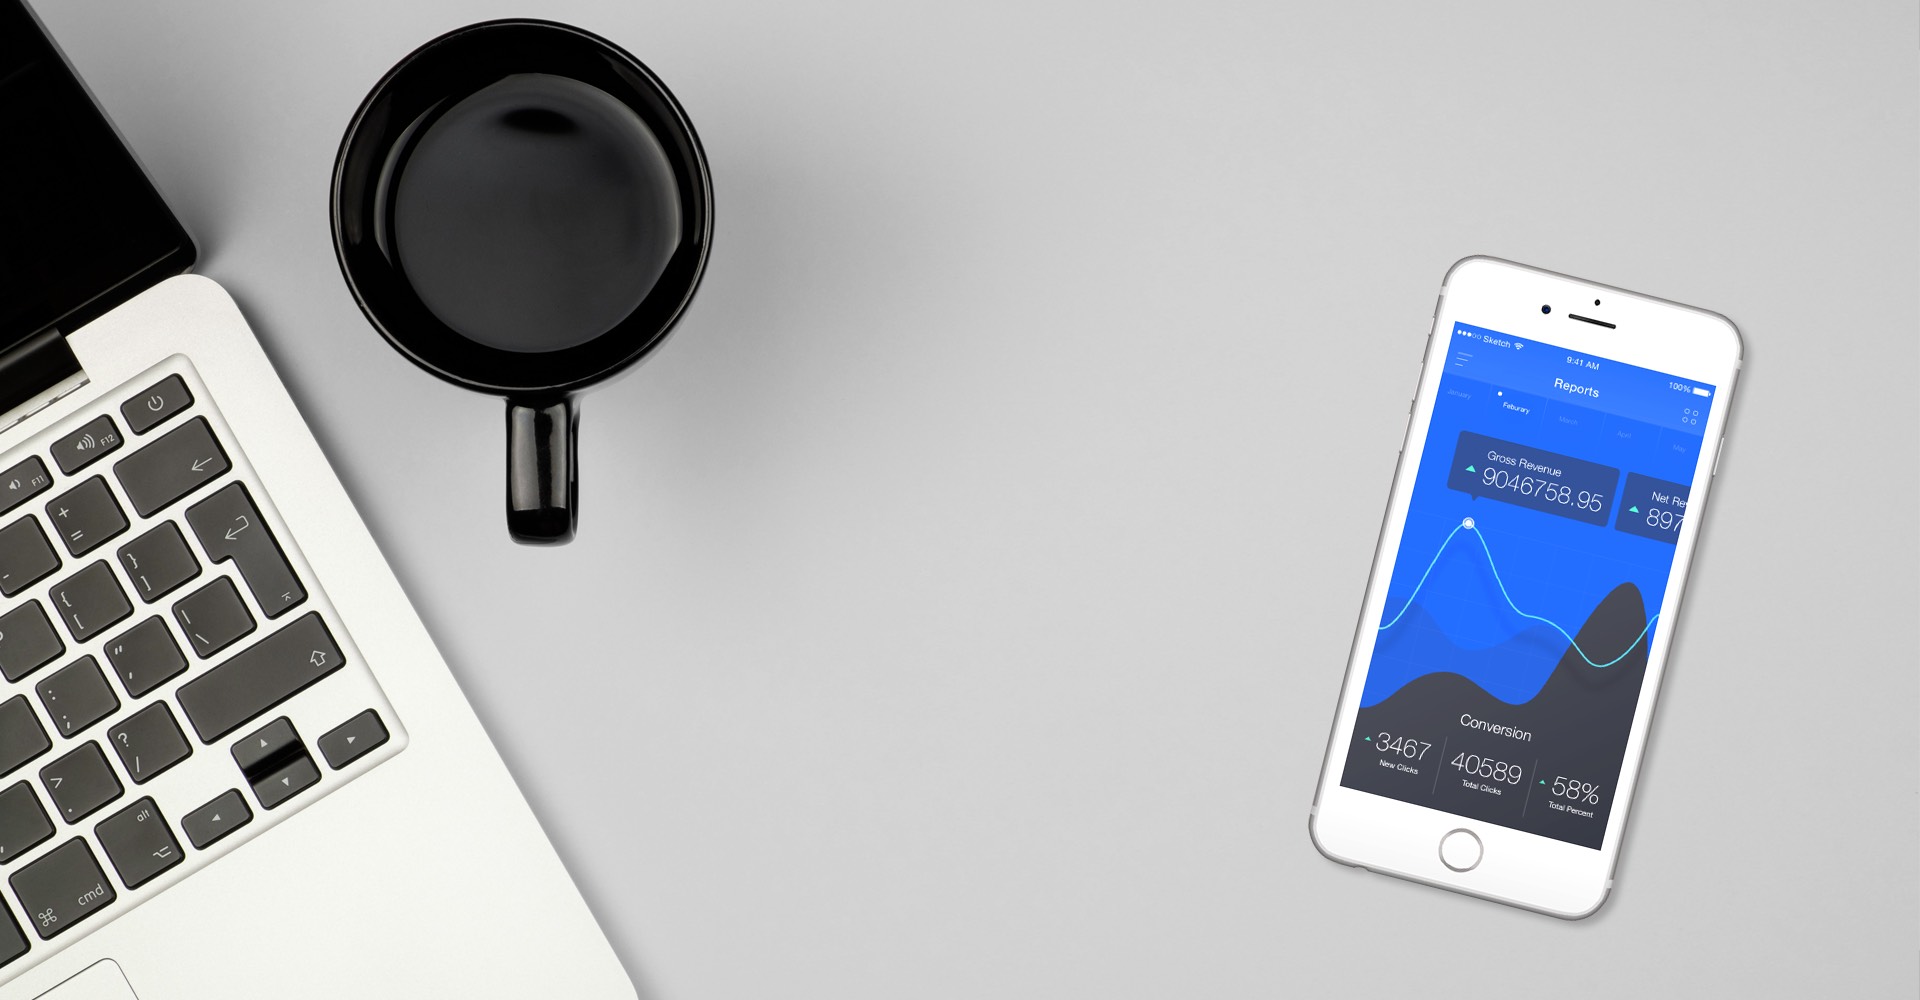 Sketch
9:41 AM
100%
Reports
January
Feburary
March
April
May
Gross Revenue
9046758.95
Net Re
897
Conversion
3467
New Clicks
40589
Total Clicks
58%
Total Percent
F12
F11
+
=
-
}
]
{
[
|
\
"
'
:
;
?
/
>
.
alt
cmd